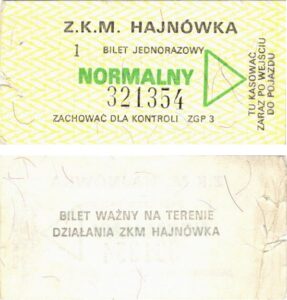 Z.K.M. HAJNÓWKA
1 BILET JEDNORAZOWY
NORMALNY
321354
ZACHOWAĆ DLA KONTROLI ZGP 3
TU KASOWAĆ
ZARAZ PO WEJŚCIU
DO POJAZDU
BILET WAŻNY NA TERENIE
DZIAŁANIA ZKM HAJNÓWKA